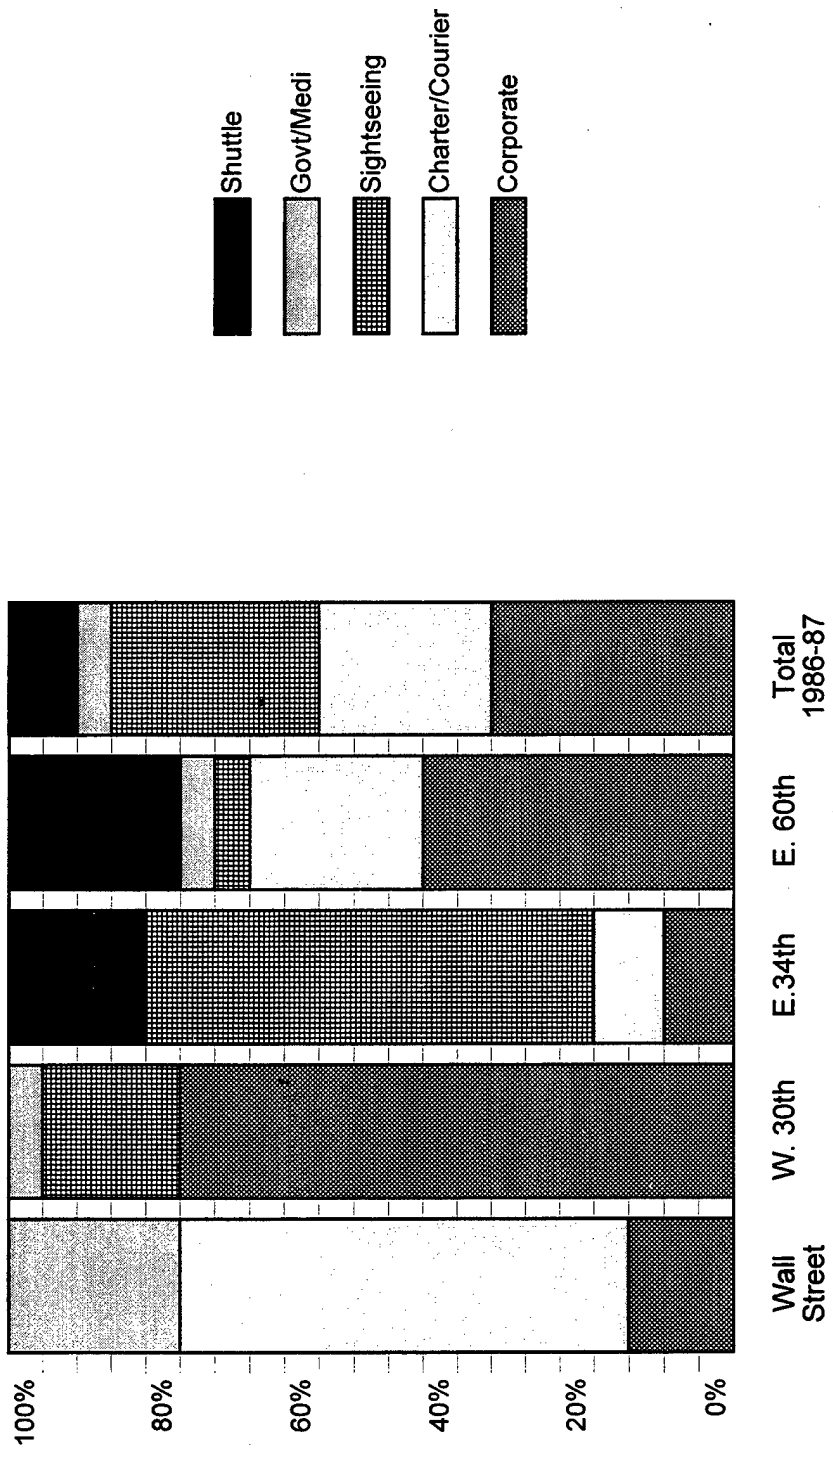 100%
80%
60%
40%
20%
0%
Wall
Street
W. 30th
E.34th
E. 60th
Total
1986-87
Shuttle
Govt/Medi
Sightseeing
Charter/Courier
Corporate